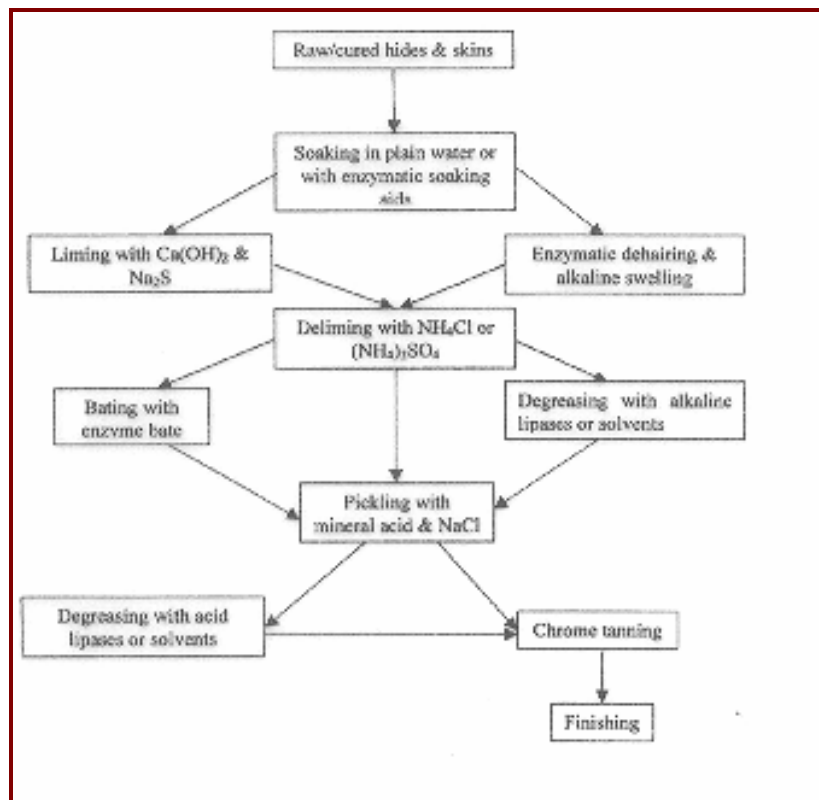 Raw/cured hides & skins
Soaking in plain water or
with enzymatic soaking
aids
Liming with Ca(OH)₂ &
Na₂S
Enzymatic dehairing &
alkaline swelling
Deliming with NH₄Cl or
(NH₄)₂SO₄
Bating with
enzyme bate
Degreasing with alkaline
lipases or solvents
Pickling with
mineral acid & NaCl
Degreasing with acid
lipases or solvents
Chrome tanning
Finishing